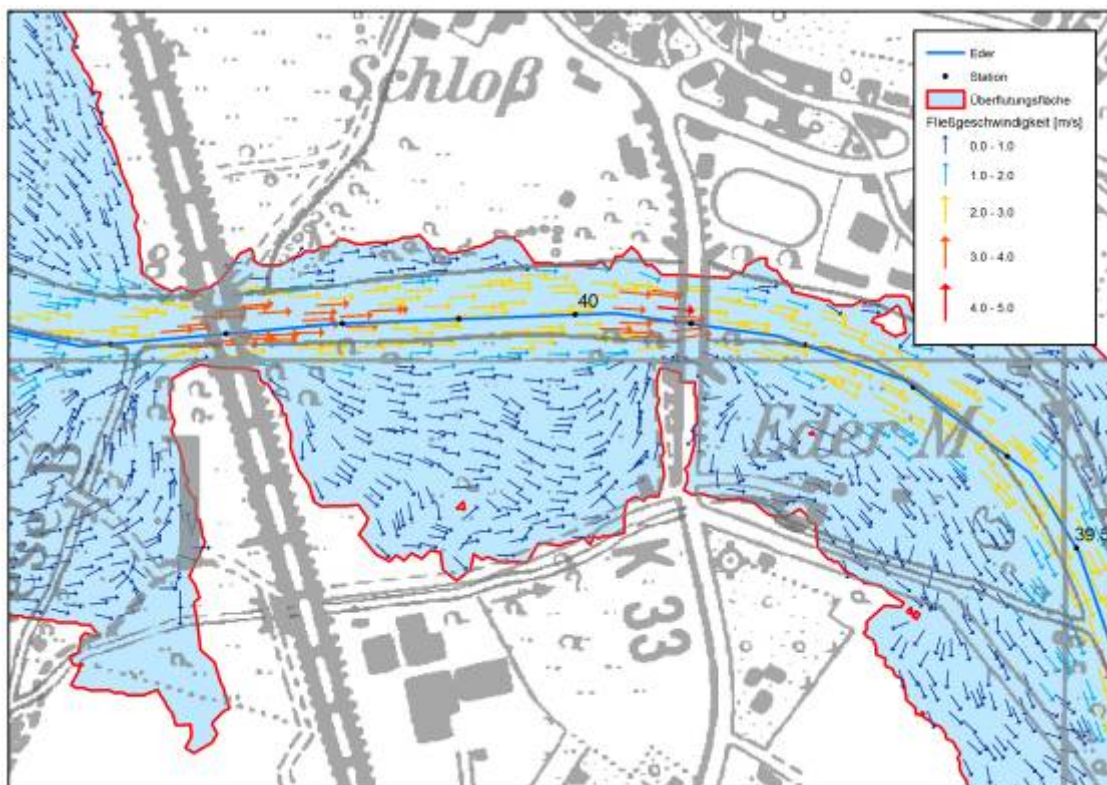 Schloß
Eder
Station
Überflutungsfläche
Fließgeschwindigkeit [m/s]
0.0 - 1.0
1.0 - 2.0
2.0 - 3.0
3.0 - 4.0
4.0 - 5.0
40
Eder M
39.5
K 33